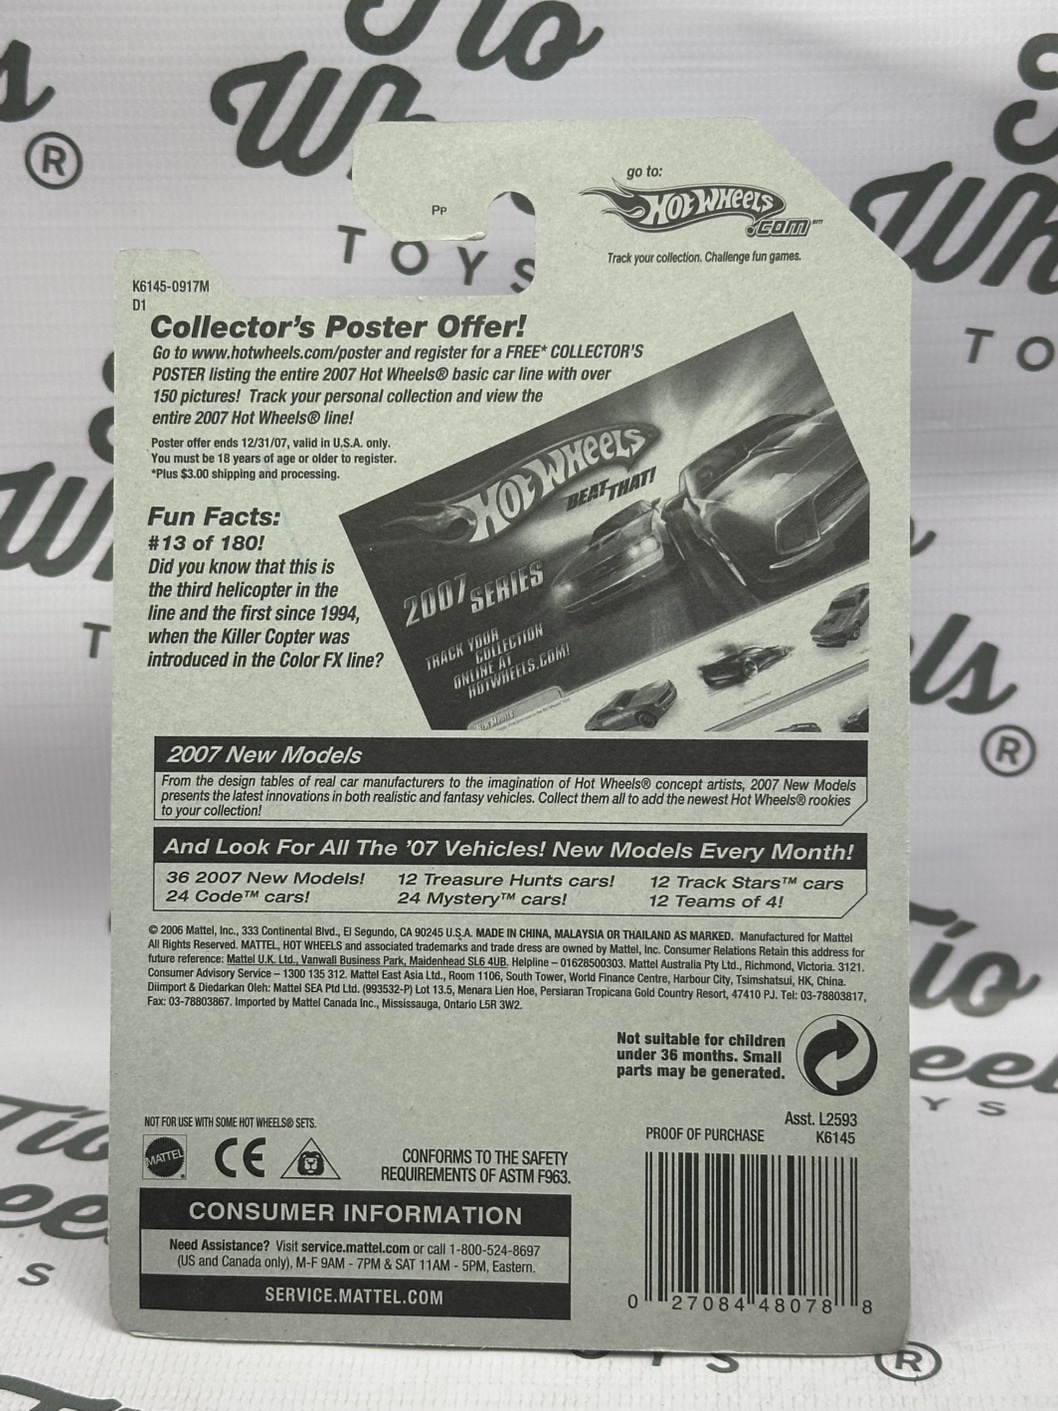 Tio
Wheels
®
TOYS
Pp
go to:
HOT WHEELS
.com
Track your collection. Challenge fun games.
K6145-0917M
D1
Collector's Poster Offer!
Go to www.hotwheels.com/poster and register for a FREE* COLLECTOR'S
POSTER listing the entire 2007 Hot Wheels® basic car line with over
150 pictures! Track your personal collection and view the
entire 2007 Hot Wheels® line!
Poster offer ends 12/31/07, valid in U.S.A. only.
You must be 18 years of age or older to register.
*Plus $3.00 shipping and processing.
HOT WHEELS
BEAT THAT!
2007 SERIES
TRACK YOUR
COLLECTION
ONLINE AT
HOTWHEELS.COM!
Fun Facts:
#13 of 180!
Did you know that this is
the third helicopter in the
line and the first since 1994,
when the Killer Copter was
introduced in the Color FX line?
2007 New Models
From the design tables of real car manufacturers to the imagination of Hot Wheels® concept artists, 2007 New Models
presents the latest innovations in both realistic and fantasy vehicles. Collect them all to add the newest Hot Wheels® rookies
to your collection!
And Look For All The '07 Vehicles! New Models Every Month!
36 2007 New Models! 12 Treasure Hunts cars! 12 Track Stars™ cars
24 Code™ cars! 24 Mystery™ cars! 12 Teams of 4!
© 2006 Mattel, Inc., 333 Continental Blvd., El Segundo, CA 90245 U.S.A. MADE IN CHINA, MALAYSIA OR THAILAND AS MARKED. Manufactured for Mattel
All Rights Reserved. MATTEL, HOT WHEELS and associated trademarks and trade dress are owned by Mattel, Inc. Consumer Relations Retain this address for
future reference: Mattel U.K. Ltd., Vanwall Business Park, Maidenhead SL6 4UB. Helpline – 01628500303. Mattel Australia Pty Ltd., Richmond, Victoria. 3121.
Consumer Advisory Service – 1300 135 312. Mattel East Asia Ltd., Room 1106, South Tower, World Finance Centre, Harbour City, Tsimshatsui, HK, China.
Diimport & Diedarkan Oleh: Mattel SEA Ptd Ltd. (993532-P) Lot 13.5, Menara Lien Hoe, Persiaran Tropicana Gold Country Resort, 47410 PJ. Tel: 03-78803817,
Fax: 03-78803867. Imported by Mattel Canada Inc., Mississauga, Ontario L5R 3W2.
Not suitable for children
under 36 months. Small
parts may be generated.
NOT FOR USE WITH SOME HOT WHEELS® SETS.
MATTEL
CE
CONFORMS TO THE SAFETY
REQUIREMENTS OF ASTM F963.
Asst. L2593
PROOF OF PURCHASE K6145
CONSUMER INFORMATION
Need Assistance? Visit service.mattel.com or call 1-800-524-8697
(US and Canada only), M-F 9AM - 7PM & SAT 11AM - 5PM, Eastern.
SERVICE.MATTEL.COM
0 27084 48078 8